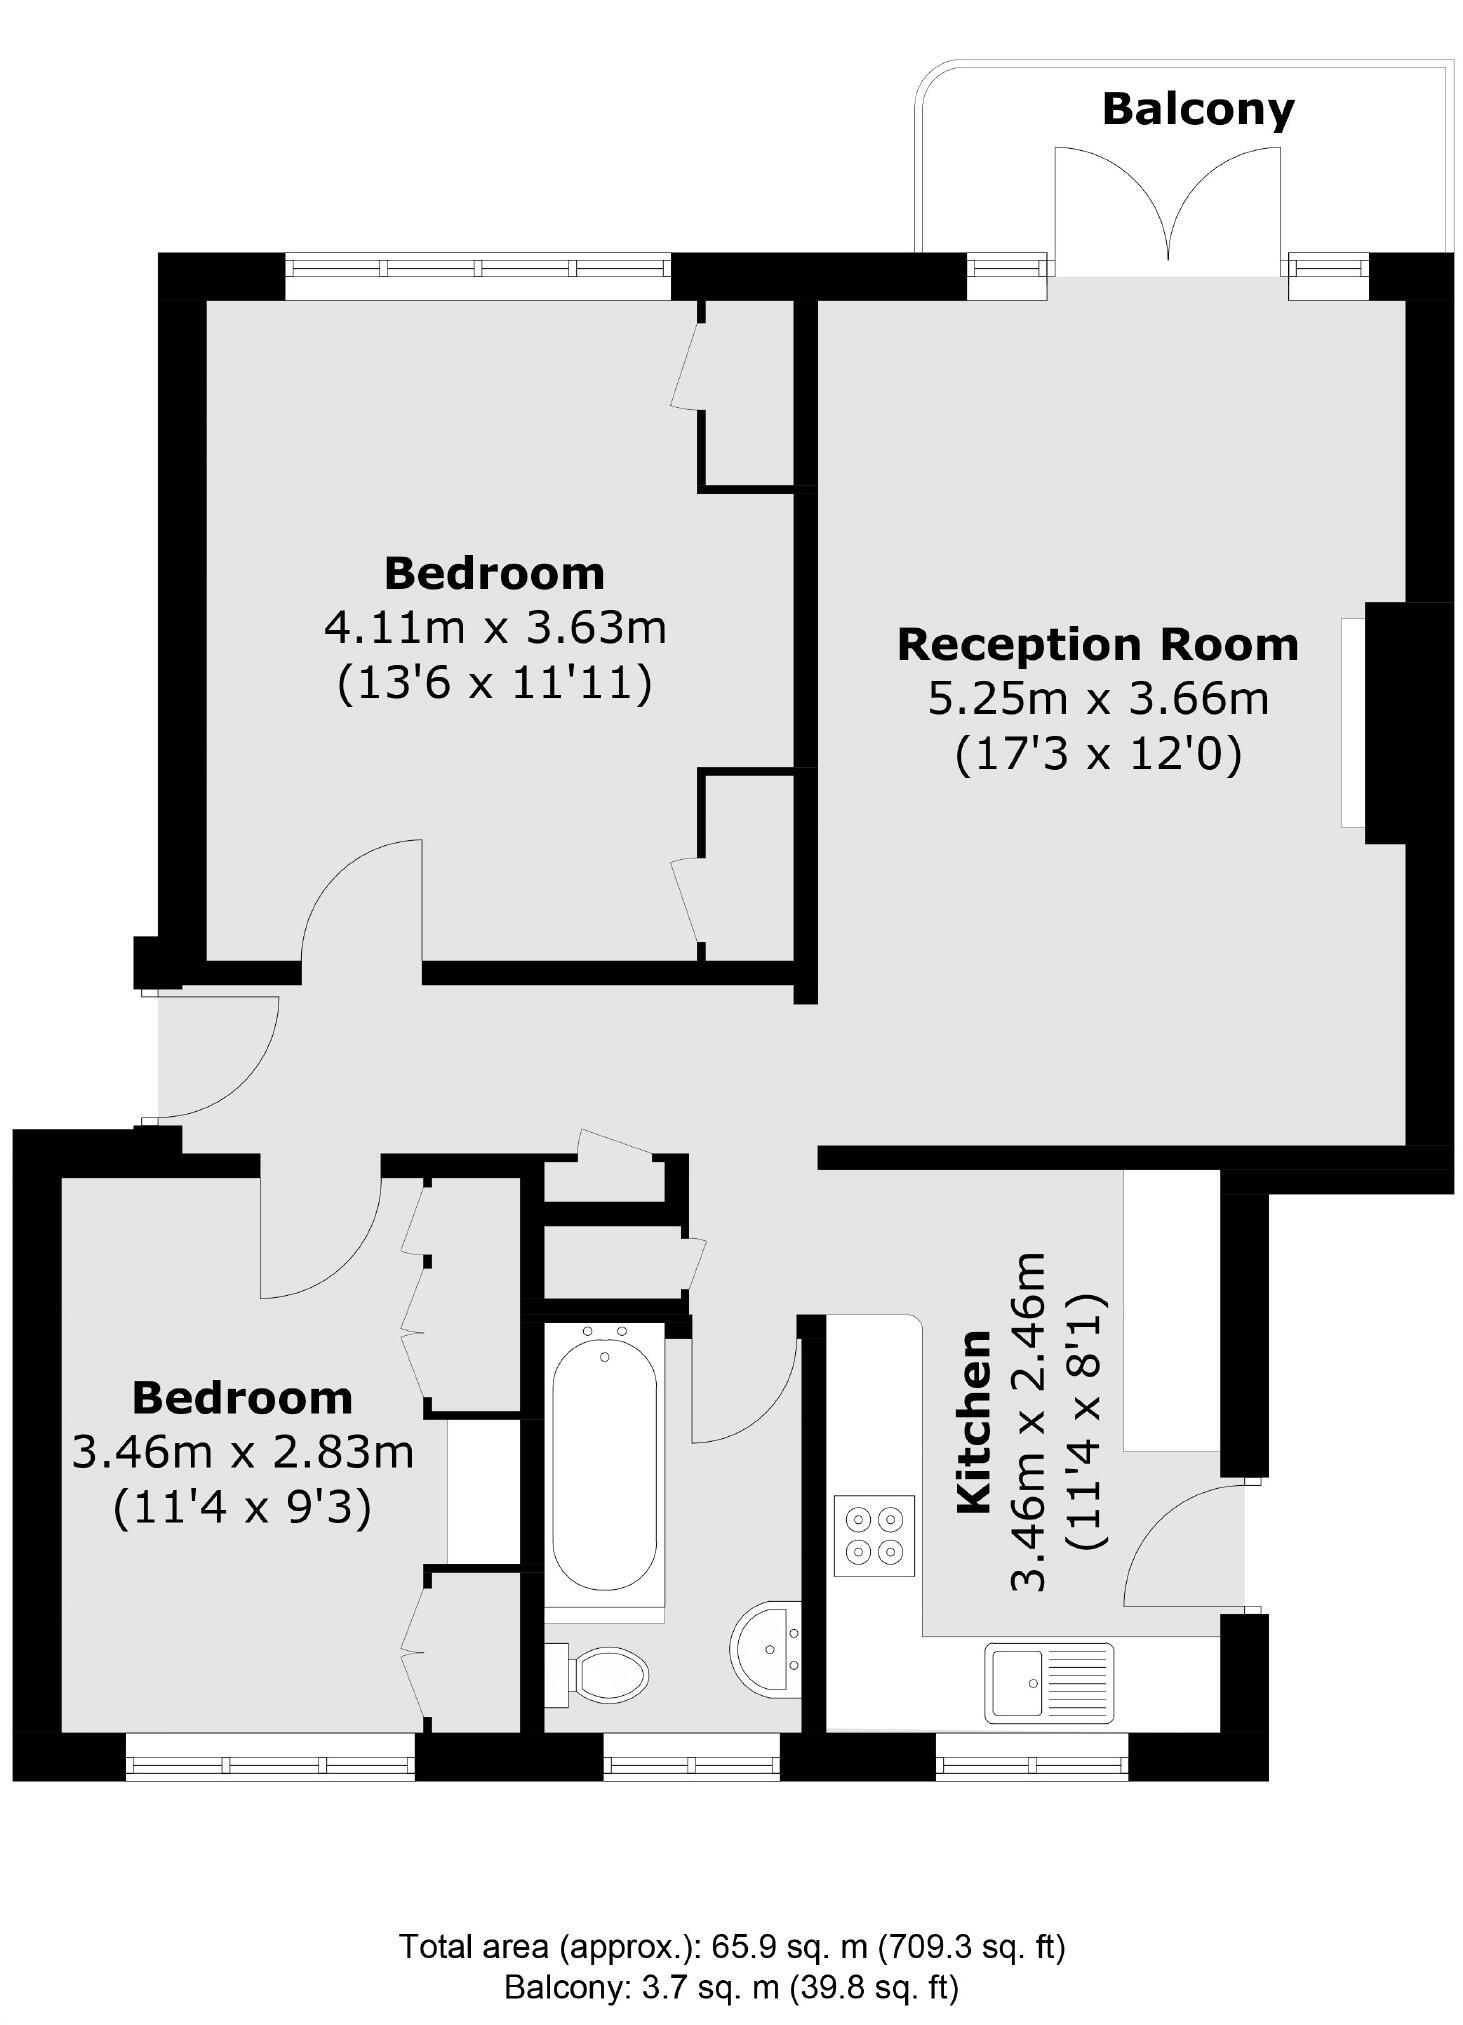 Balcony
Bedroom
4.11m x 3.63m
(13'6 x 11'11)
Reception Room
5.25m x 3.66m
(17'3 x 12'0)
Bedroom
3.46m x 2.83m
(11'4 x 9'3)
Kitchen
3.46m x 2.46m
(11'4 x 8'1)
Total area (approx.): 65.9 sq. m (709.3 sq. ft)
Balcony: 3.7 sq. m (39.8 sq. ft)